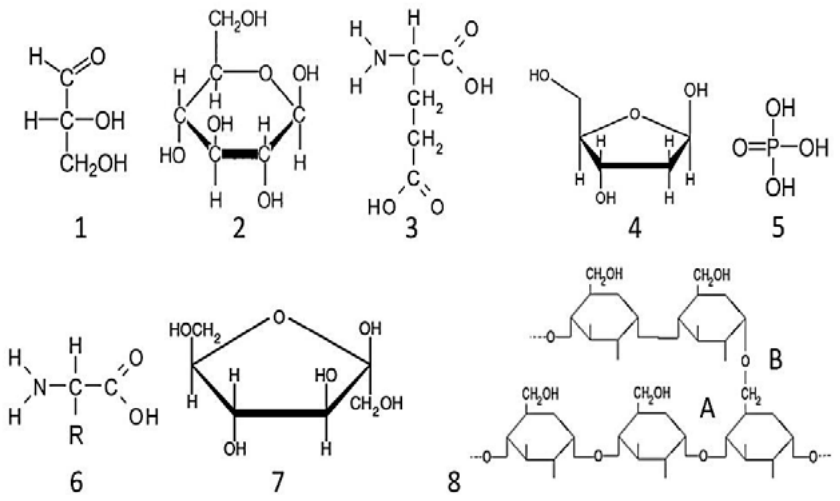 H O
C
H–C–OH
CH₂OH
1
CH₂OH
C O OH
H H
C OH H C
HO C C H
H OH
2
H O
H N–C–C
H OH
CH₂
CH₂
C
HO O
3
HO
O OH
H H
H H H
OH
4
OH
O=P–OH
OH
5
H O
H N–C–C
H OH
R
6
O
HOCH₂ OH
H HO
H CH₂OH
OH H
7
CH₂OH CH₂OH
O B
O
CH₂OH CH₂OH A CH₂
O O O O
8